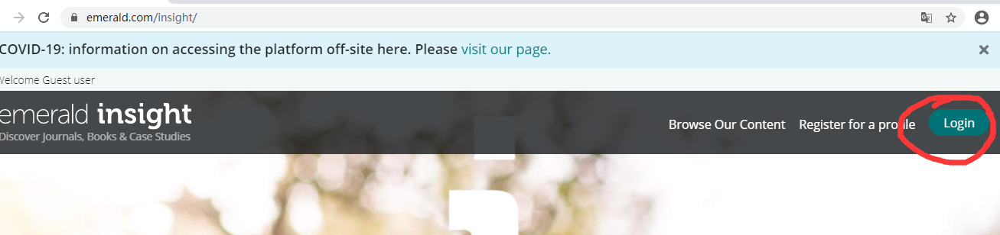 emerald.com/insight/
COVID-19: information on accessing the platform off-site here. Please visit our page.
Welcome Guest user
emerald insight
Discover Journals, Books & Case Studies
Browse Our Content
Register for a profile
Login